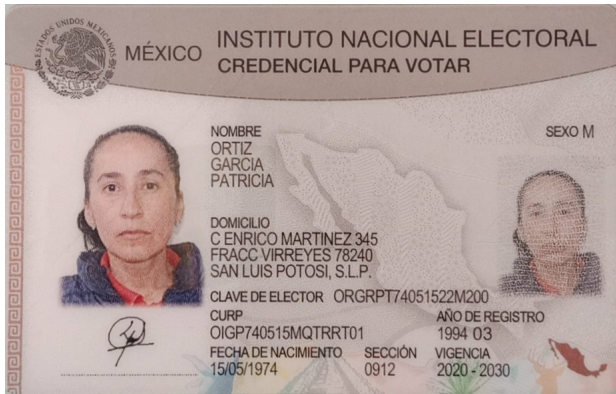 ESTADOS UNIDOS MEXICANOS
MÉXICO
INSTITUTO NACIONAL ELECTORAL
CREDENCIAL PARA VOTAR
NOMBRE
ORTIZ
GARCIA
PATRICIA
SEXO M
DOMICILIO
C ENRICO MARTINEZ 345
FRACC VIRREYES 78240
SAN LUIS POTOSI, S.L.P.
CLAVE DE ELECTOR ORGRPT74051522M200
CURP
OIGP740515MQTRRT01
AÑO DE REGISTRO
1994 03
FECHA DE NACIMIENTO
15/05/1974
SECCIÓN
0912
VIGENCIA
2020 - 2030